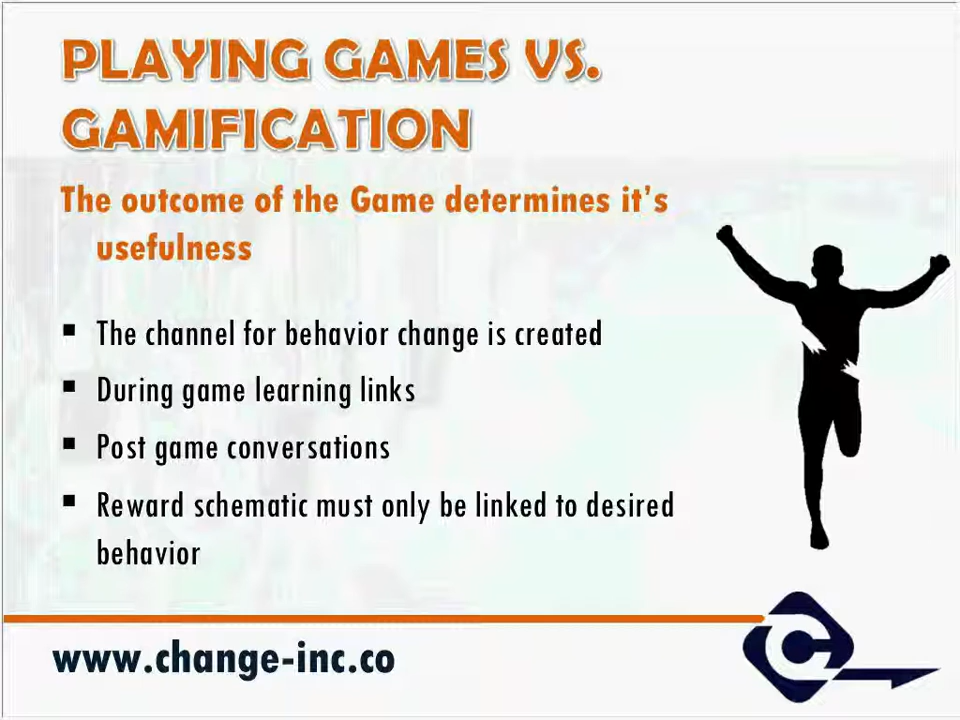 PLAYING GAMES VS.
GAMIFICATION
The outcome of the Game determines it’s
usefulness
▪ The channel for behavior change is created
▪ During game learning links
▪ Post game conversations
▪ Reward schematic must only be linked to desired
behavior
www.change-inc.co
C